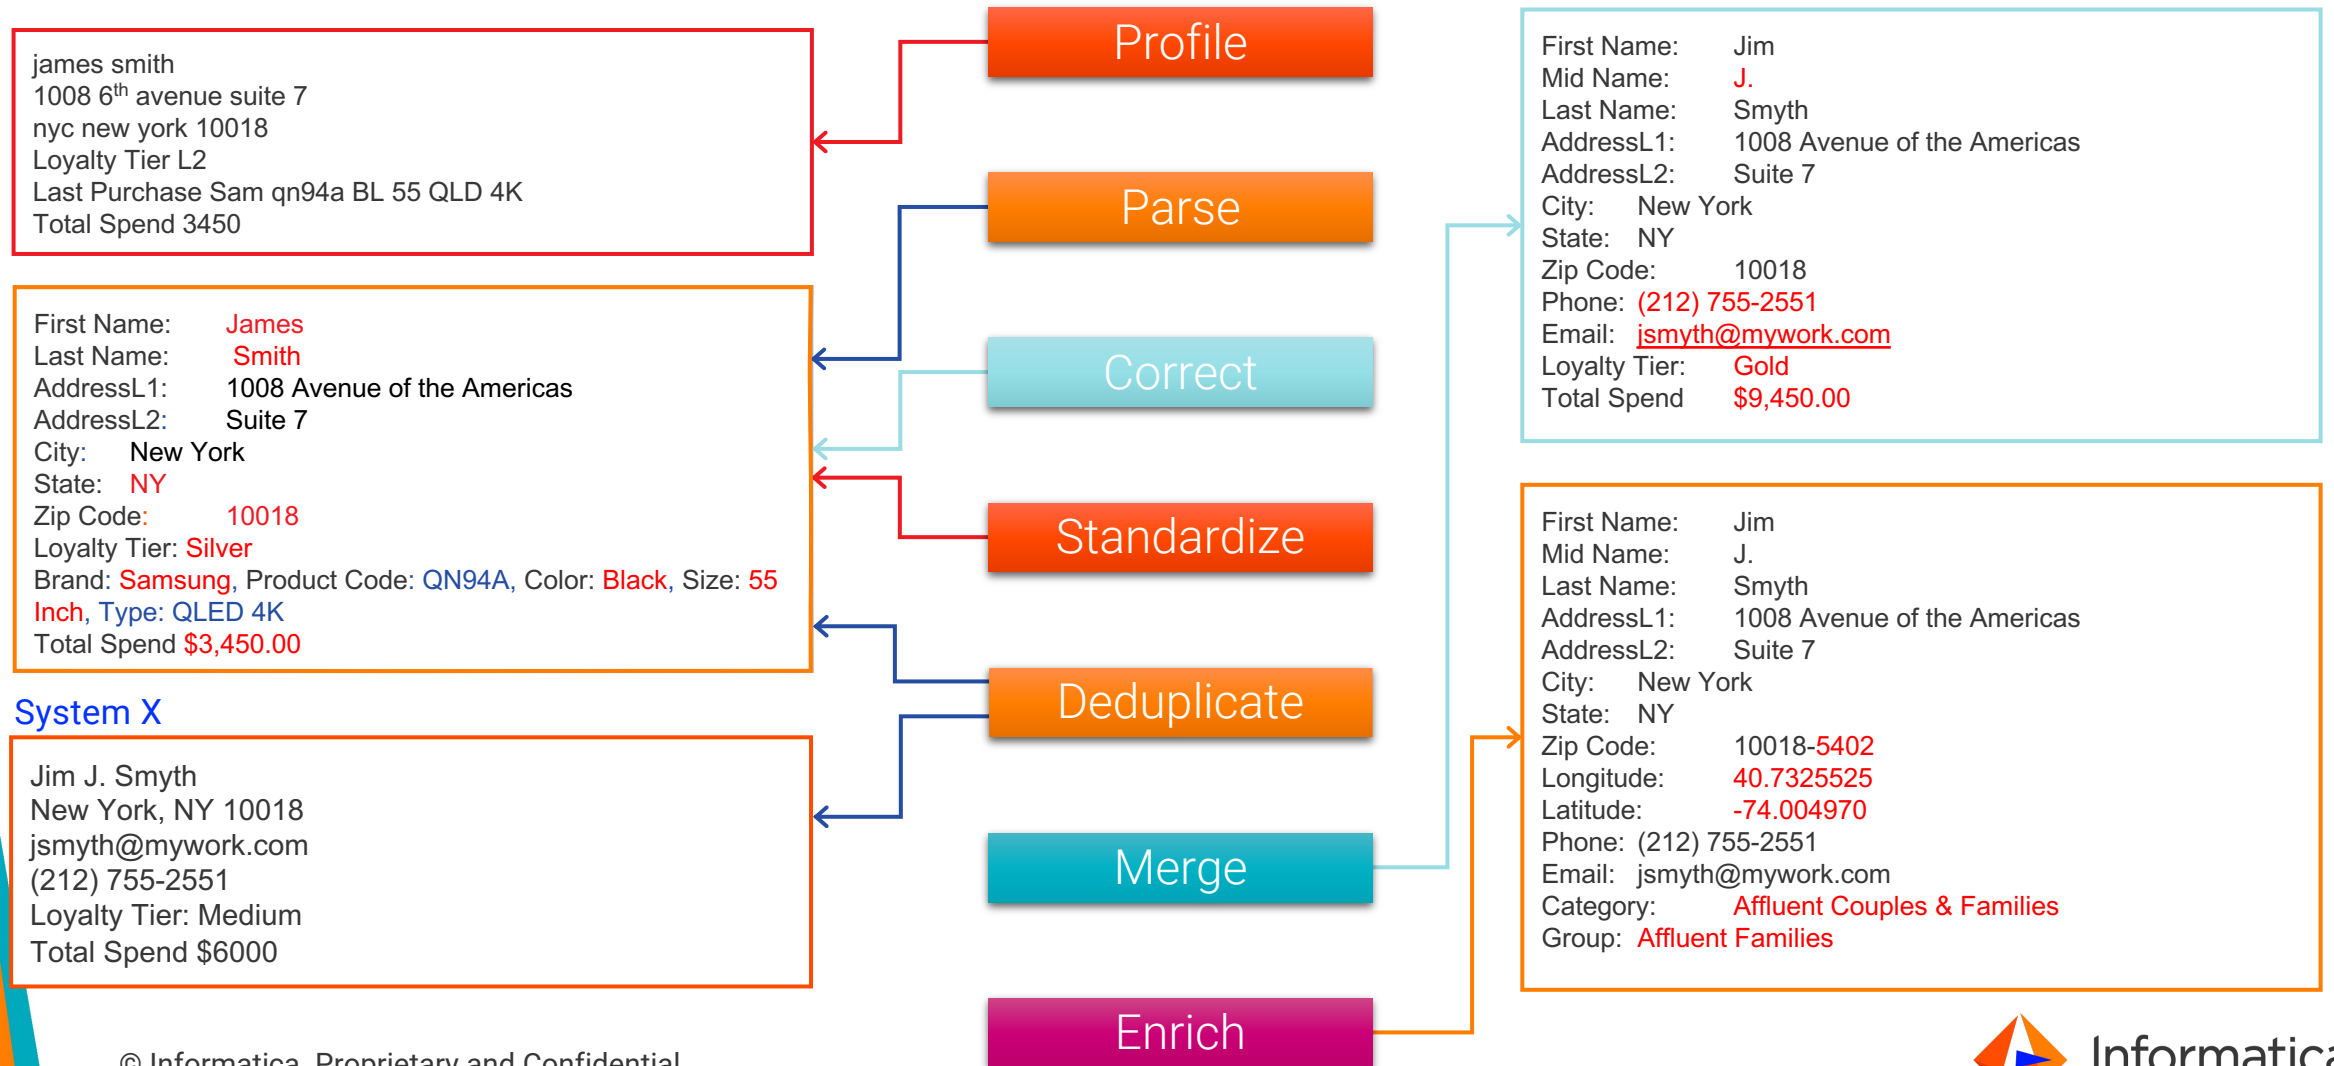 james smith
1008 6th avenue suite 7
nyc new york 10018
Loyalty Tier L2
Last Purchase Sam qn94a BL 55 QLD 4K
Total Spend 3450
First Name: James
Last Name: Smith
AddressL1: 1008 Avenue of the Americas
AddressL2: Suite 7
City: New York
State: NY
Zip Code: 10018
Loyalty Tier: Silver
Brand: Samsung, Product Code: QN94A, Color: Black, Size: 55
Inch, Type: QLED 4K
Total Spend $3,450.00
System X
Jim J. Smyth
New York, NY 10018
jsmyth@mywork.com
(212) 755-2551
Loyalty Tier: Medium
Total Spend $6000
Profile
Parse
Correct
Standardize
Deduplicate
Merge
Enrich
First Name: Jim
Mid Name: J.
Last Name: Smyth
AddressL1: 1008 Avenue of the Americas
AddressL2: Suite 7
City: New York
State: NY
Zip Code: 10018
Phone: (212) 755-2551
Email: jsmyth@mywork.com
Loyalty Tier: Gold
Total Spend $9,450.00
First Name: Jim
Mid Name: J.
Last Name: Smyth
AddressL1: 1008 Avenue of the Americas
AddressL2: Suite 7
City: New York
State: NY
Zip Code: 10018-5402
Longitude: 40.7325525
Latitude: -74.004970
Phone: (212) 755-2551
Email: jsmyth@mywork.com
Category: Affluent Couples & Families
Group: Affluent Families
© Informatica. Proprietary and Confidential
Informatica